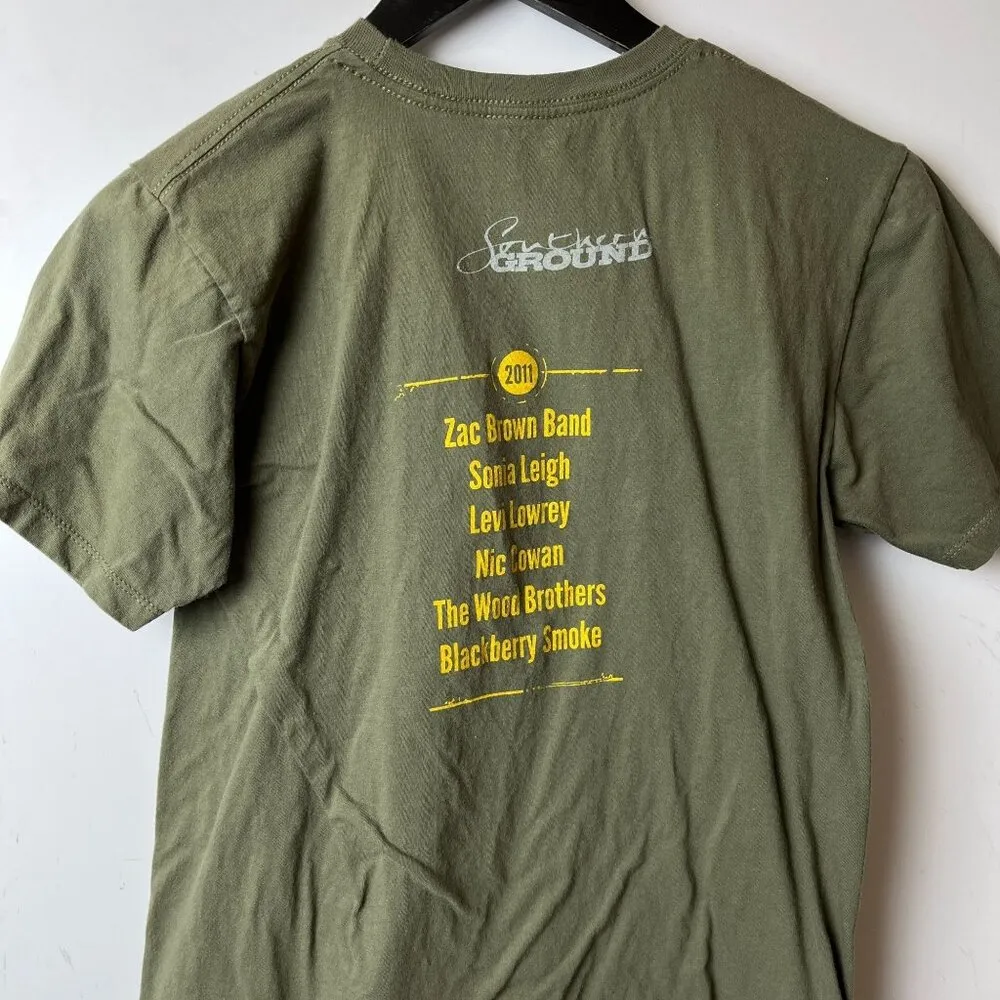 Southern
GROUND
2011
Zac Brown Band
Sonia Leigh
Levi Lowrey
Nic Cowan
The Wood Brothers
Blackberry Smoke